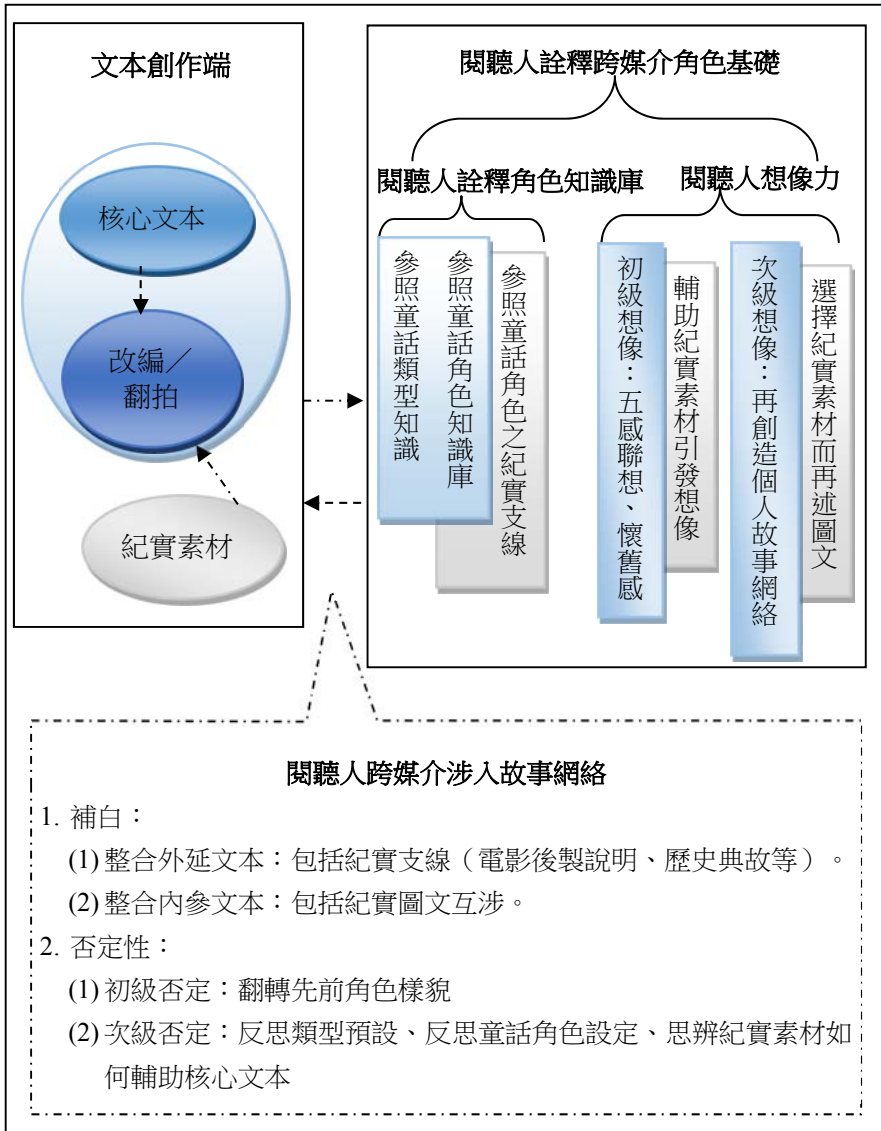 文本創作端
核心文本
改編／
翻拍
紀實素材
閱聽人詮釋跨媒介角色基礎
閱聽人詮釋角色知識庫
參照童話類型知識
參照童話角色知識庫
參照童話角色之紀實支線
閱聽人想像力
初級想像：五感聯想、懷舊感
輔助紀實素材引發想像
次級想像：再創造個人故事網絡
選擇紀實素材而再述圖文
閱聽人跨媒介涉入故事網絡
1. 補白：
(1) 整合外延文本：包括紀實支線（電影後製說明、歷史典故等）。
(2) 整合內參文本：包括紀實圖文互涉。
2. 否定性：
(1) 初級否定：翻轉先前角色樣貌
(2) 次級否定：反思類型預設、反思童話角色設定、思辨紀實素材如
何輔助核心文本